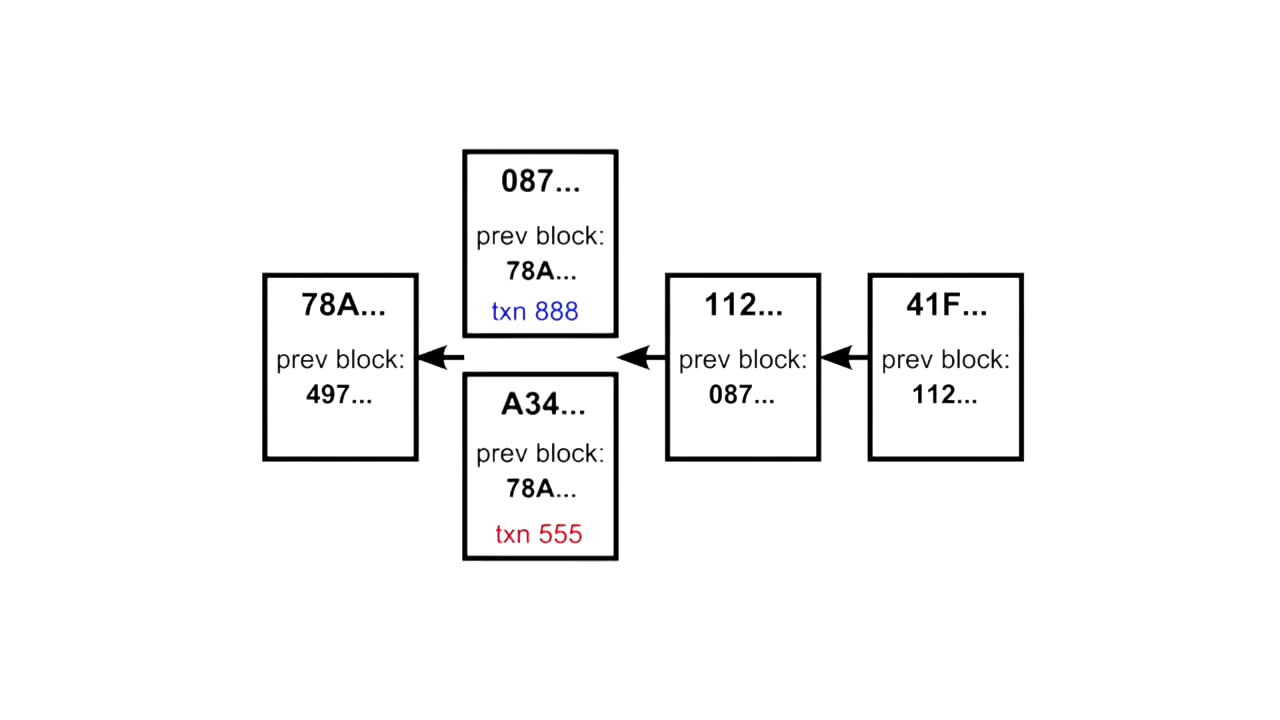 78A...
prev block:
497...
087...
prev block:
78A...
txn 888
A34...
prev block:
78A...
txn 555
112...
prev block:
087...
41F...
prev block:
112...